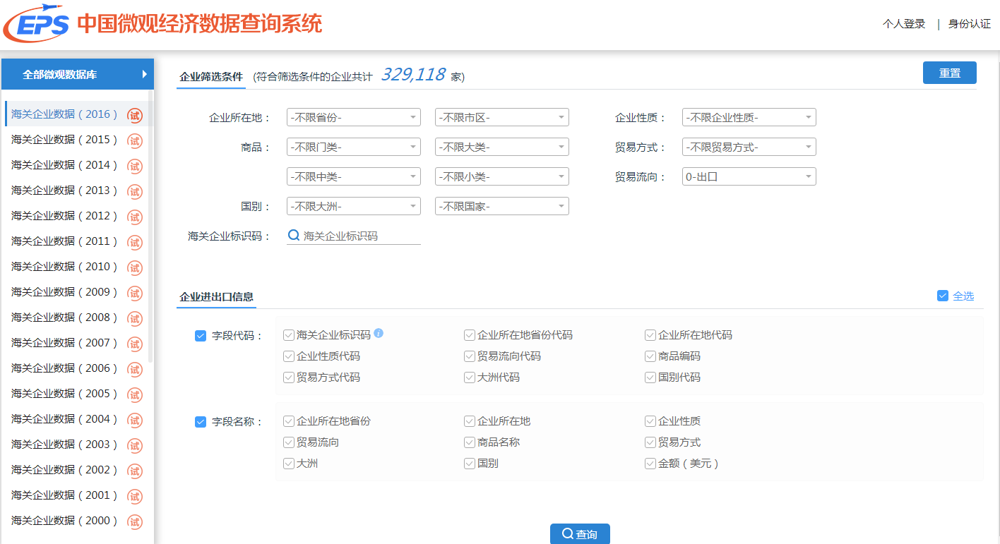 EPS 中国微观经济数据查询系统
个人登录 | 身份认证
全部微观数据库
海关企业数据（2016） 试
海关企业数据（2015） 试
海关企业数据（2014） 试
海关企业数据（2013） 试
海关企业数据（2012） 试
海关企业数据（2011） 试
海关企业数据（2010） 试
海关企业数据（2009） 试
海关企业数据（2008） 试
海关企业数据（2007） 试
海关企业数据（2006） 试
海关企业数据（2005） 试
海关企业数据（2004） 试
海关企业数据（2003） 试
海关企业数据（2002） 试
海关企业数据（2001） 试
海关企业数据（2000） 试
企业筛选条件 (符合筛选条件的企业共计 329,118 家) 重置
企业所在地： -不限省份- -不限市区- 企业性质： -不限企业性质-
商品： -不限门类- -不限大类- 贸易方式： -不限贸易方式-
-不限中类- -不限小类- 贸易流向： 0-出口
国别： -不限大洲- -不限国家-
海关企业标识码： 海关企业标识码
企业进出口信息 全选
字段代码： 海关企业标识码 i 企业所在地省份代码 企业所在地代码
企业性质代码 贸易流向代码 商品编码
贸易方式代码 大洲代码 国别代码
字段名称： 企业所在地省份 企业所在地 企业性质
贸易流向 商品名称 贸易方式
大洲 国别 金额（美元）
查询